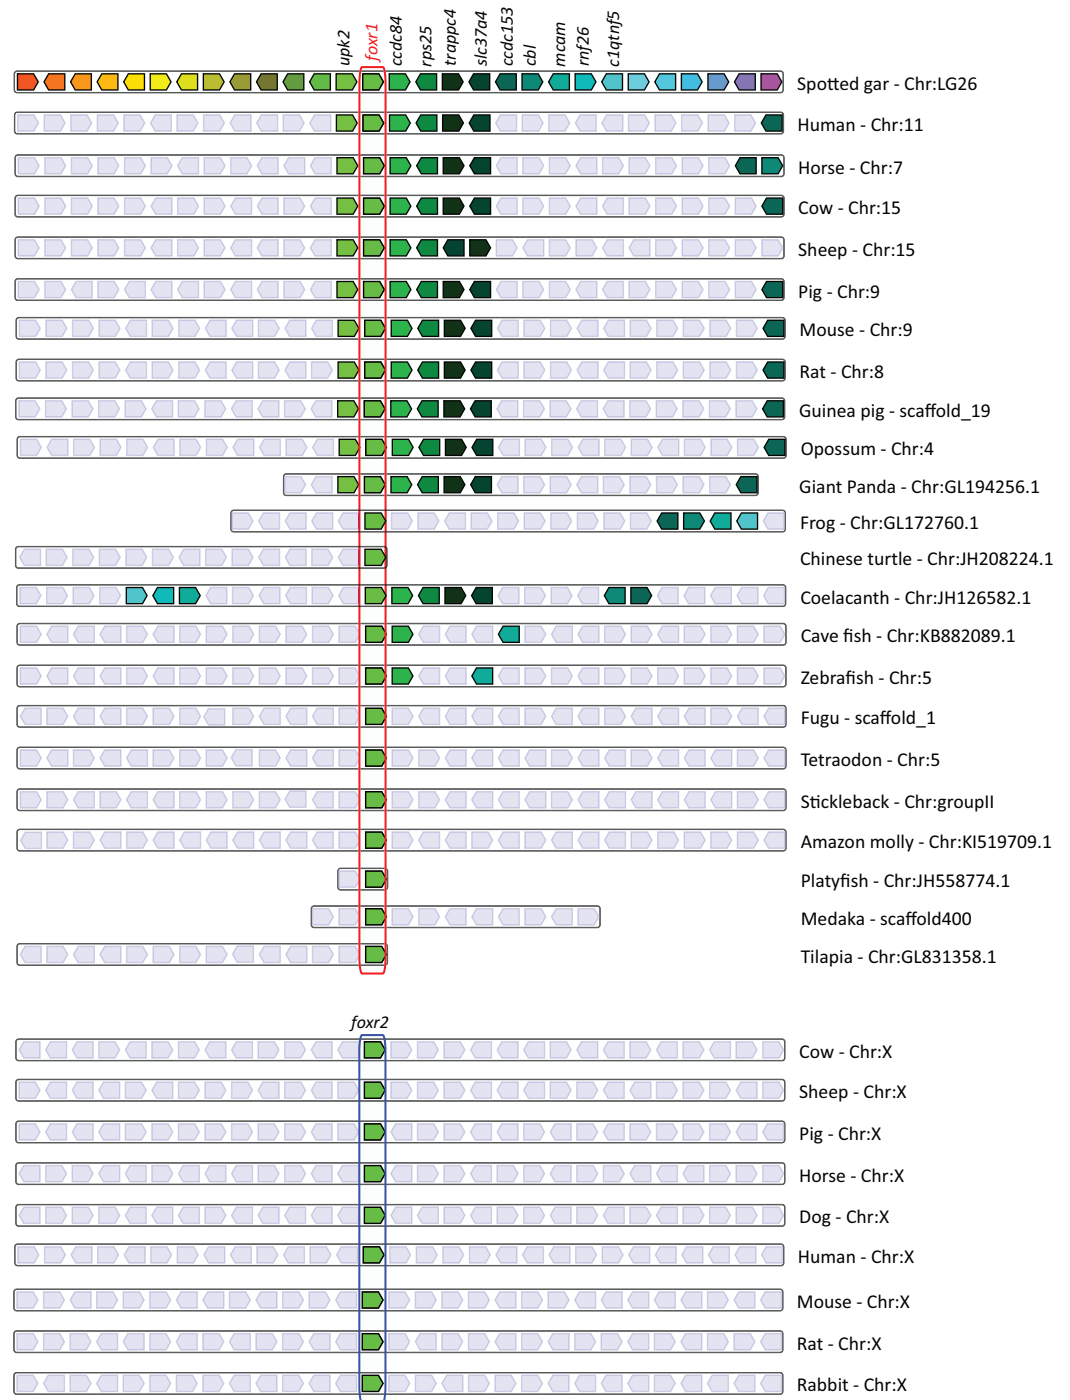 upk2
foxr1
ccdc84
rps25
trappc4
slc37a4
ccdc153
cbl
mcam
rnf26
c1qtnf5
Spotted gar - Chr:LG26
Human - Chr:11
Horse - Chr:7
Cow - Chr:15
Sheep - Chr:15
Pig - Chr:9
Mouse - Chr:9
Rat - Chr:8
Guinea pig - scaffold_19
Opossum - Chr:4
Giant Panda - Chr:GL194256.1
Frog - Chr:GL172760.1
Chinese turtle - Chr:JH208224.1
Coelacanth - Chr:JH126582.1
Cave fish - Chr:KB882089.1
Zebrafish - Chr:5
Fugu - scaffold_1
Tetraodon - Chr:5
Stickleback - Chr:groupII
Amazon molly - Chr:KI519709.1
Platyfish - Chr:JH558774.1
Medaka - scaffold400
Tilapia - Chr:GL831358.1
foxr2
Cow - Chr:X
Sheep - Chr:X
Pig - Chr:X
Horse - Chr:X
Dog - Chr:X
Human - Chr:X
Mouse - Chr:X
Rat - Chr:X
Rabbit - Chr:X